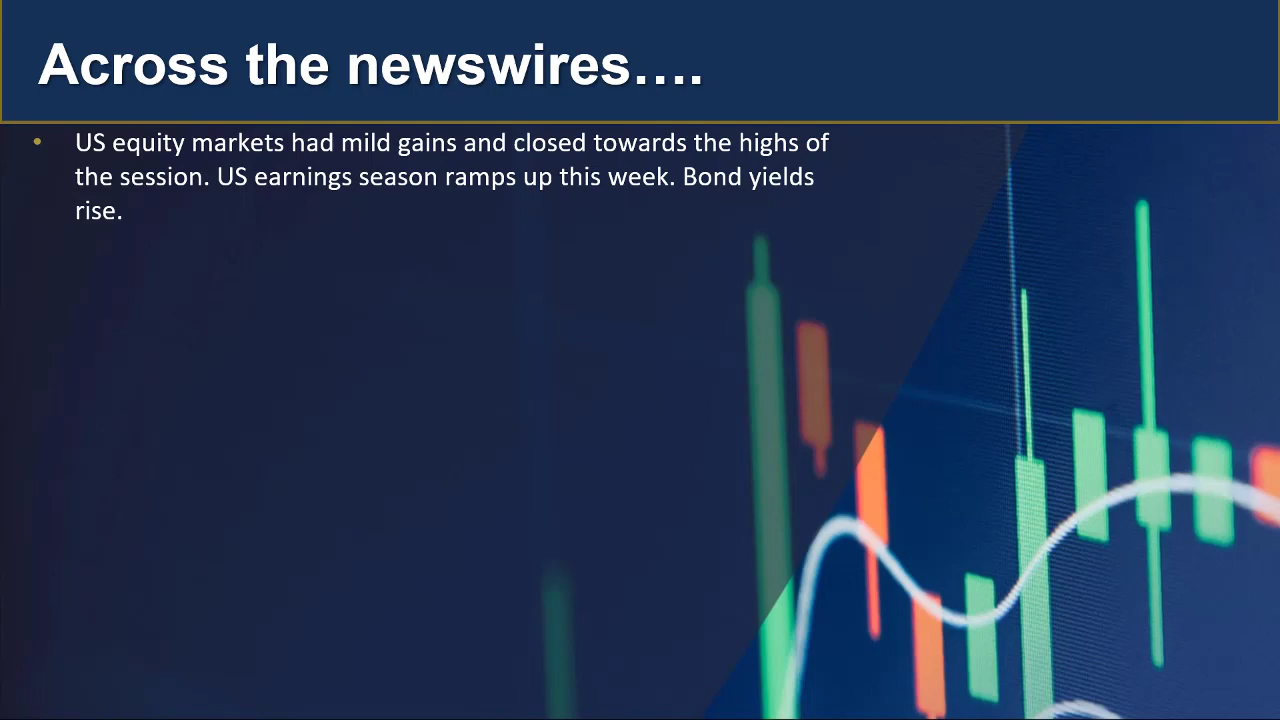 Across the newswires….
• US equity markets had mild gains and closed towards the highs of
the session. US earnings season ramps up this week. Bond yields
rise.